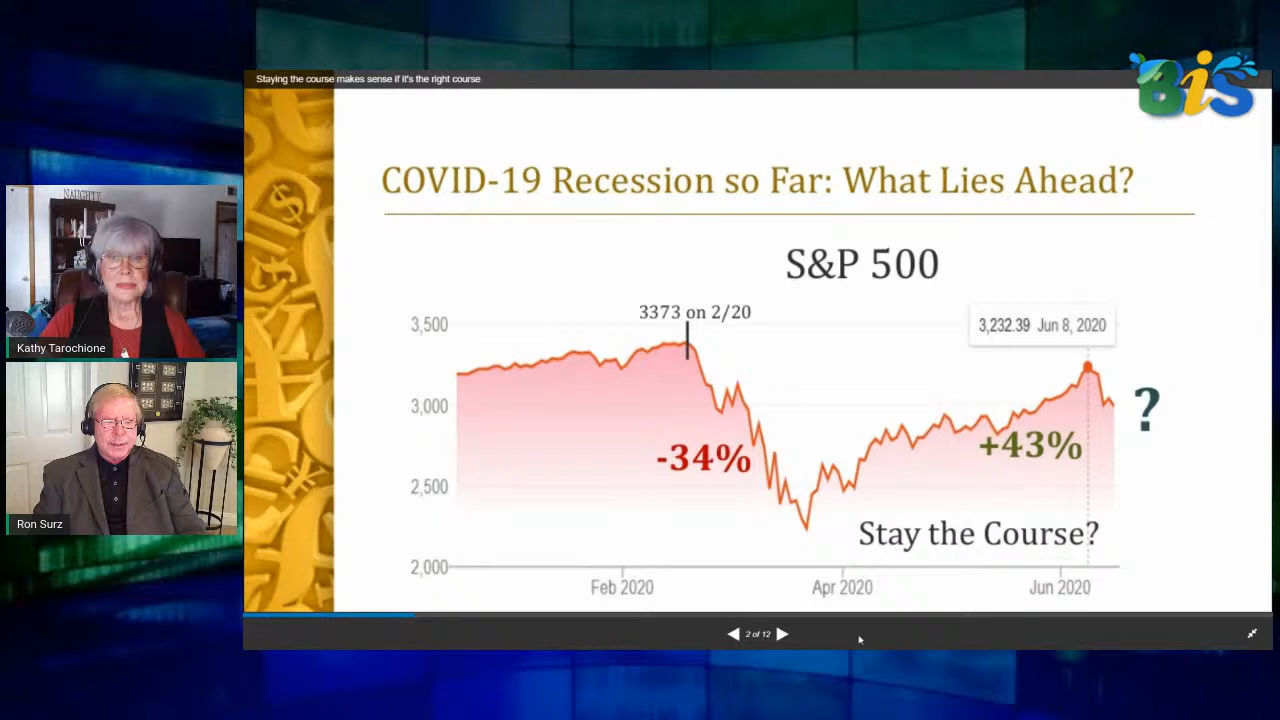 Staying the course makes sense if it's the right course
BiS
COVID-19 Recession so Far: What Lies Ahead?
S&P 500
3373 on 2/20
3,232.39 Jun 8, 2020
3,500
3,000
2,500
2,000
-34%
+43%
?
Stay the Course?
Feb 2020
Apr 2020
Jun 2020
2 of 12
NAUGHTY
Kathy Tarochione
Ron Surz